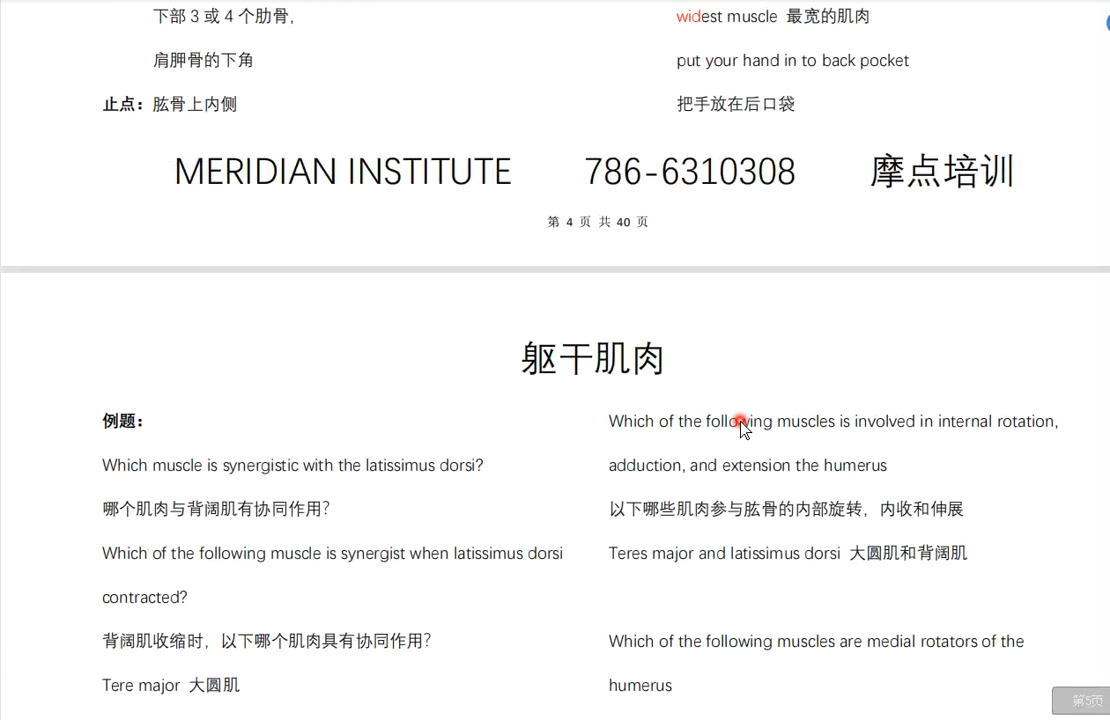 下部 3 或 4 个肋骨,
肩胛骨的下角
止点：肱骨上内侧
widest muscle 最宽的肌肉
put your hand in to back pocket
把手放在后口袋
MERIDIAN INSTITUTE 786-6310308 摩点培训
第 4 页 共 40 页
躯干肌肉
例题：
Which muscle is synergistic with the latissimus dorsi?
哪个肌肉与背阔肌有协同作用?
Which of the following muscle is synergist when latissimus dorsi
contracted?
背阔肌收缩时，以下哪个肌肉具有协同作用?
Tere major 大圆肌
Which of the following muscles is involved in internal rotation,
adduction, and extension the humerus
以下哪些肌肉参与肱骨的内部旋转，内收和伸展
Teres major and latissimus dorsi 大圆肌和背阔肌
Which of the following muscles are medial rotators of the
humerus
第5页